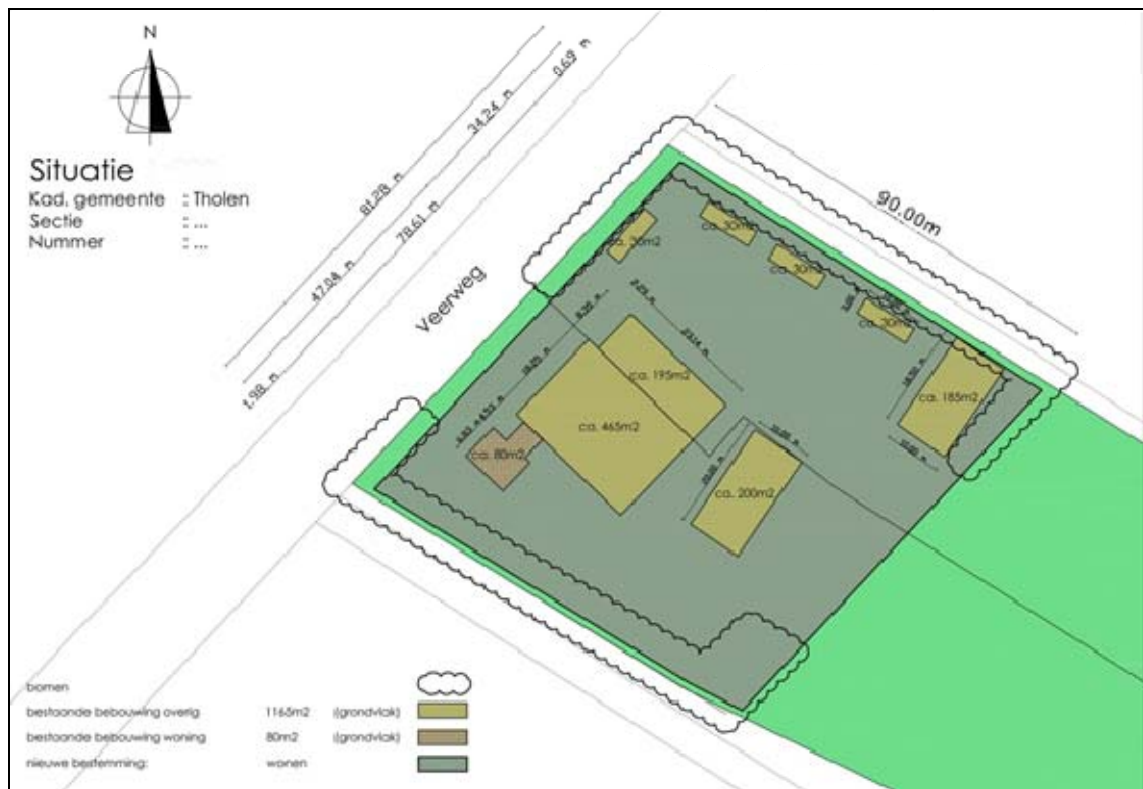 N
Situatie
Kad. gemeente : Tholen
Sectie : ...
Nummer : ...
81.28 m
34.24 m
0.69 m
78.61 m
47.04 m
1.98 m
Veerweg
90.00m
ca. 30m2
ca. 30m2
ca. 30m2
ca. 30m2
ca. 195m2
ca. 185m2
ca. 465m2
ca. 80m2
ca. 200m2
bomen
bestaande bebouwing overig 1165m2 (grondvlak)
bestaande bebouwing woning 80m2 (grondvlak)
nieuwe bestemming: wonen